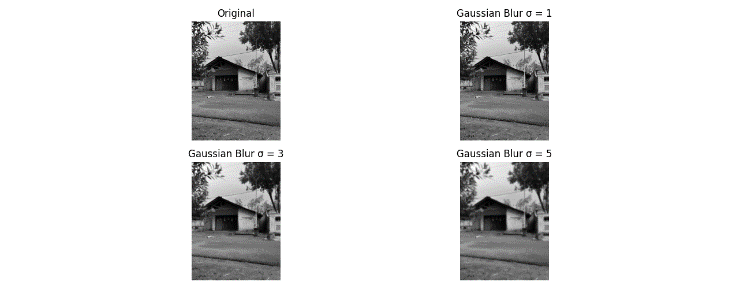 Original
Gaussian Blur σ = 1
Gaussian Blur σ = 3
Gaussian Blur σ = 5